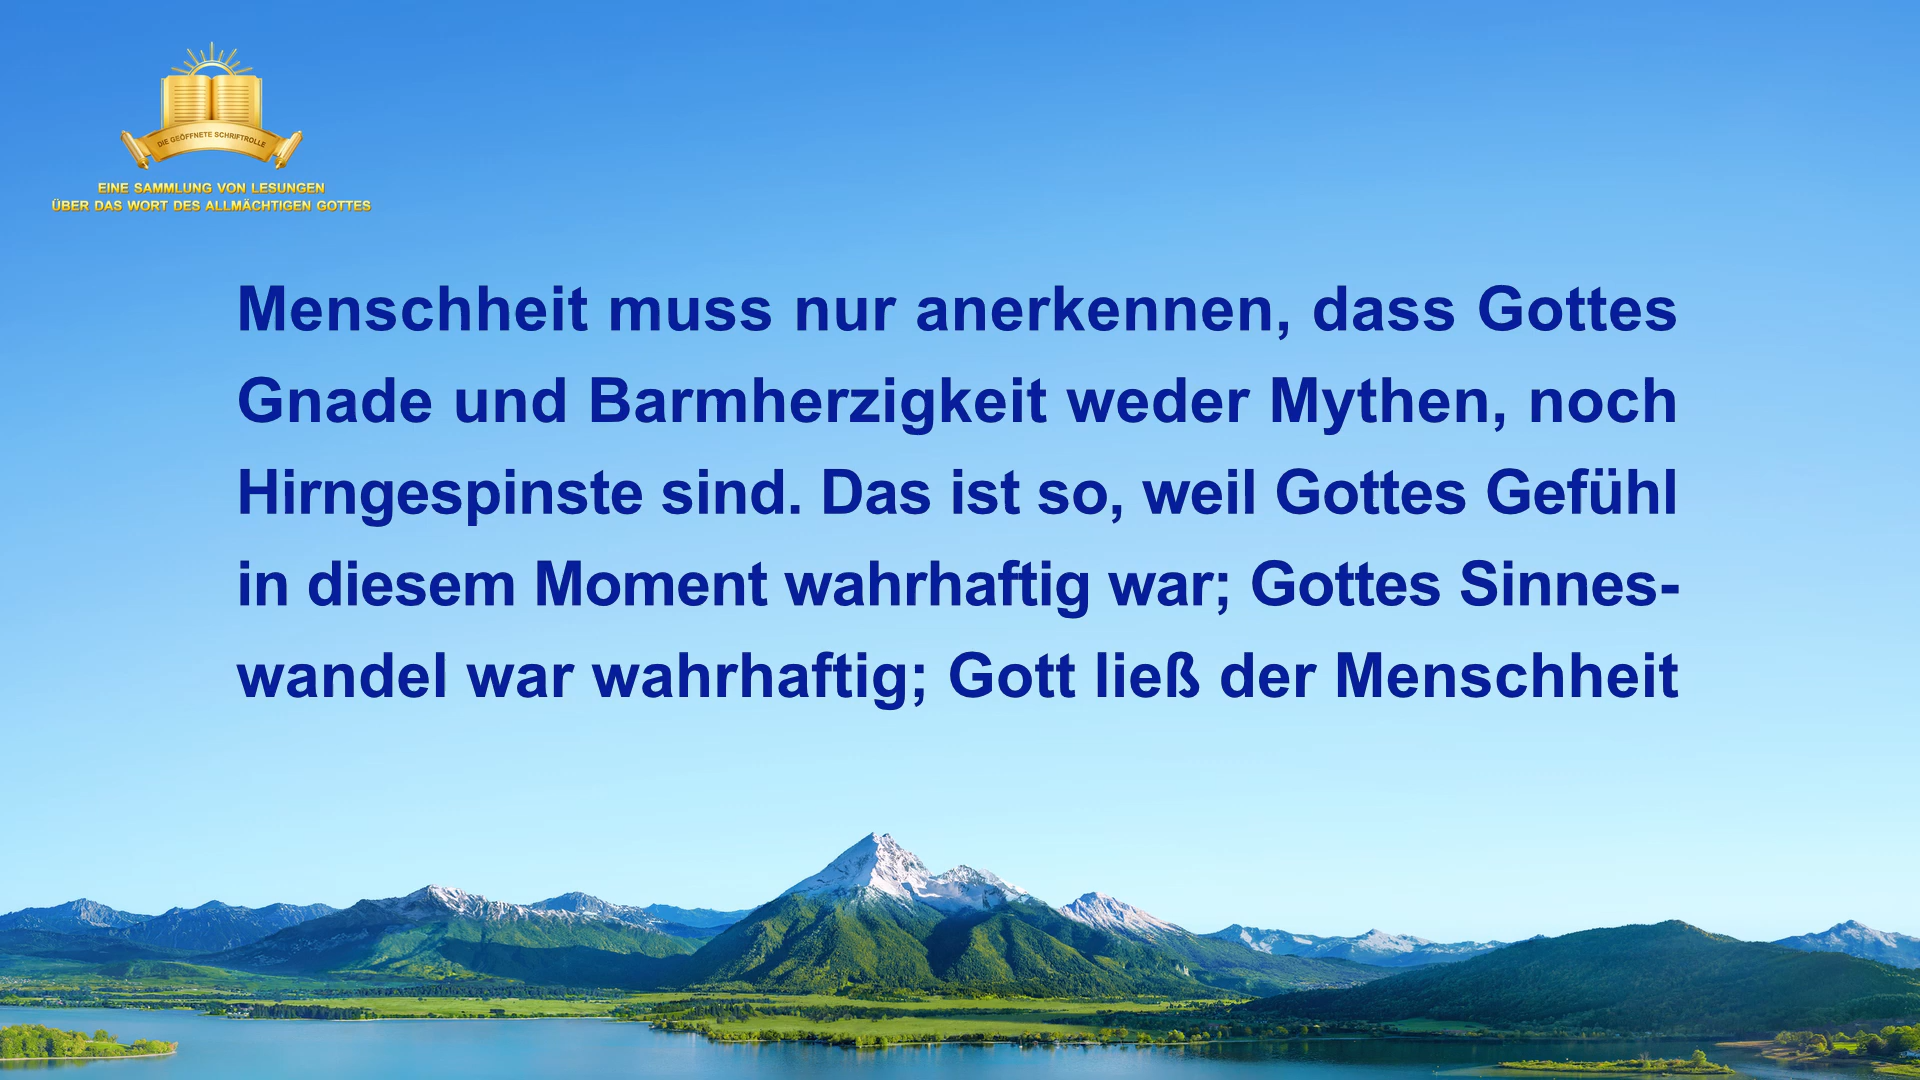 DIE GEÖFFNETE SCHRIFTROLLE
EINE SAMMLUNG VON LESUNGEN
ÜBER DAS WORT DES ALLMÄCHTIGEN GOTTES
Menschheit muss nur anerkennen, dass Gottes
Gnade und Barmherzigkeit weder Mythen, noch
Hirngespinste sind. Das ist so, weil Gottes Gefühl
in diesem Moment wahrhaftig war; Gottes Sinnes-
wandel war wahrhaftig; Gott ließ der Menschheit